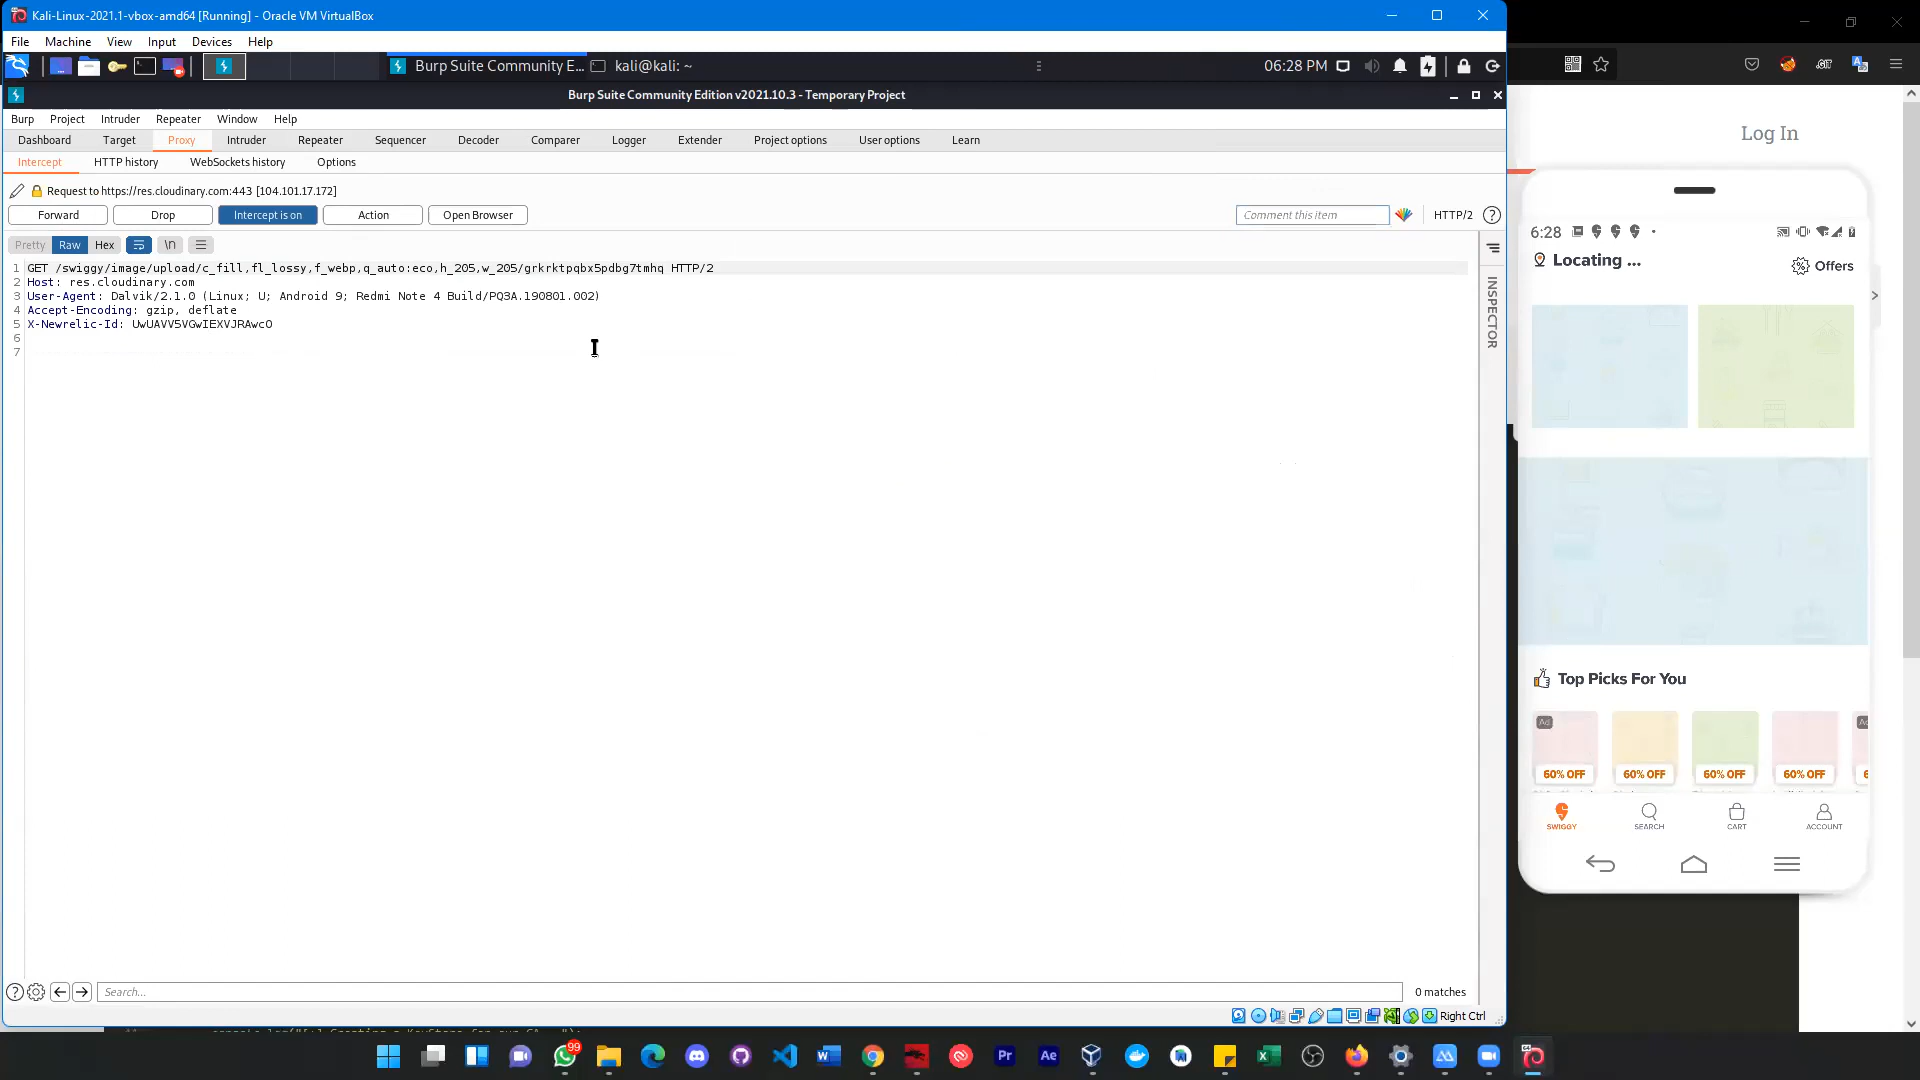 Kali-Linux-2021.1-vbox-amd64 [Running] - Oracle VM VirtualBox
File Machine View Input Devices Help
Burp Suite Community E... kali@kali: ~ 06:28 PM
Burp Suite Community Edition v2021.10.3 - Temporary Project
Burp Project Intruder Repeater Window Help
Dashboard Target Proxy Intruder Repeater Sequencer Decoder Comparer Logger Extender Project options User options Learn
Intercept HTTP history WebSockets history Options
Request to https://res.cloudinary.com:443 [104.101.17.172]
Forward Drop Intercept is on Action Open Browser Comment this item HTTP/2 ?
Pretty Raw Hex \n
1 GET /swiggy/image/upload/c_fill,fl_lossy,f_webp,q_auto:eco,h_205,w_205/grkrktpqbx5pdbg7tmhq HTTP/2
2 Host: res.cloudinary.com
3 User-Agent: Dalvik/2.1.0 (Linux; U; Android 9; Redmi Note 4 Build/PQ3A.190801.002)
4 Accept-Encoding: gzip, deflate
5 X-Newrelic-Id: UwUAVV5VGwIEXVJRAwcO
6
7
INSPECTOR
Search... 0 matches
Right Ctrl
.GIT
Log In
6:28
Locating ...
Offers
Top Picks For You
Ad
60% OFF 60% OFF 60% OFF 60% OFF
SWIGGY SEARCH CART ACCOUNT
99
Pr Ae